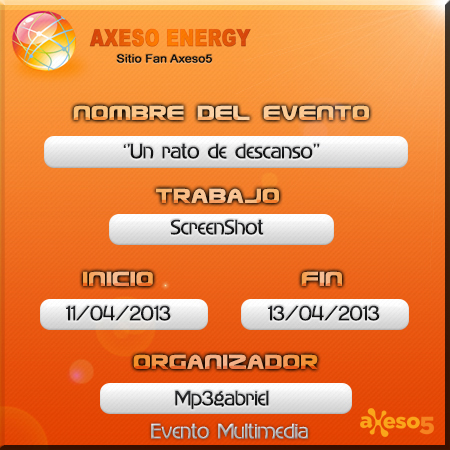 AXESO ENERGY
Sitio Fan Axeso5
NOMBRE DEL EVENTO
"Un rato de descanso"
TRABAJO
ScreenShot
INICIO
FIN
11/04/2013
13/04/2013
ORGANIZADOR
Mp3gabriel
Evento Multimedia
axeso5